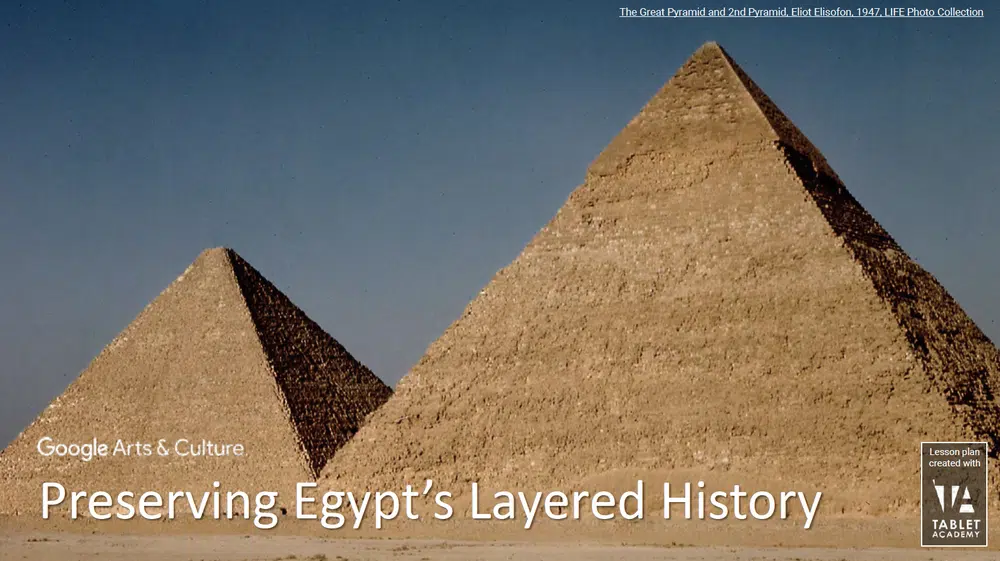 The Great Pyramid and 2nd Pyramid, Eliot Elisofon, 1947, LIFE Photo Collection
Google Arts & Culture
Preserving Egypt’s Layered History
Lesson plan
created with
TABLET
ACADEMY